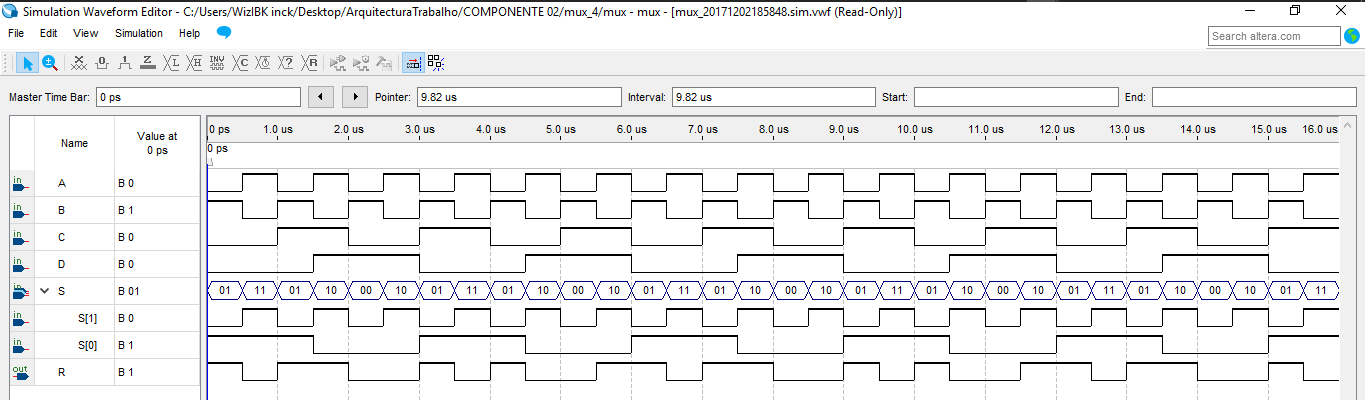 Simulation Waveform Editor - C:/Users/WizIBK inck/Desktop/ArquitecturaTrabalho/COMPONENTE 02/mux_4/mux - mux - [mux_20171202185848.sim.vwf (Read-Only)]
File Edit View Simulation Help
Search altera.com
Master Time Bar: 0 ps Pointer: 9.82 us Interval: 9.82 us Start: End:
Name Value at 0 ps
0 ps 1.0 us 2.0 us 3.0 us 4.0 us 5.0 us 6.0 us 7.0 us 8.0 us 9.0 us 10.0 us 11.0 us 12.0 us 13.0 us 14.0 us 15.0 us 16.0 us
0 ps
in A B 0
in B B 1
in C B 0
in D B 0
in S B 01 01 11 01 10 00 10 01 11 01 10 00 10 01 11 01 10 00 10 01 11 01 10 00 10 01 11 01 10 00 10 01 11
in S[1] B 0
in S[0] B 1
out R B 1